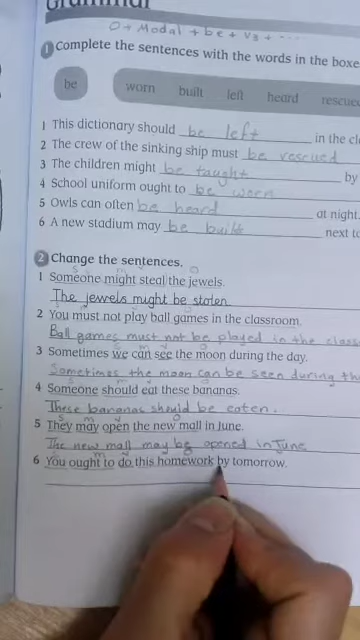 Grammar
O + Modal + be + V3 + ....
1 Complete the sentences with the words in the boxe
be worn built left heard rescue
1 This dictionary should be left in the cl
2 The crew of the sinking ship must be rescued
3 The children might be taught by
4 School uniform ought to be worn
5 Owls can often be heard at night.
6 A new stadium may be built next to
2 Change the sentences.
1 Someone might steal the jewels.
The jewels might be stolen
2 You must not play ball games in the classroom.
Ball games must not be played in the class
3 Sometimes we can see the moon during the day.
Sometimes the moon can be seen during th
4 Someone should eat these bananas.
These bananas should be eaten.
5 They may open the new mall in June.
The new mall may be opened in June
6 You ought to do this homework by tomorrow.